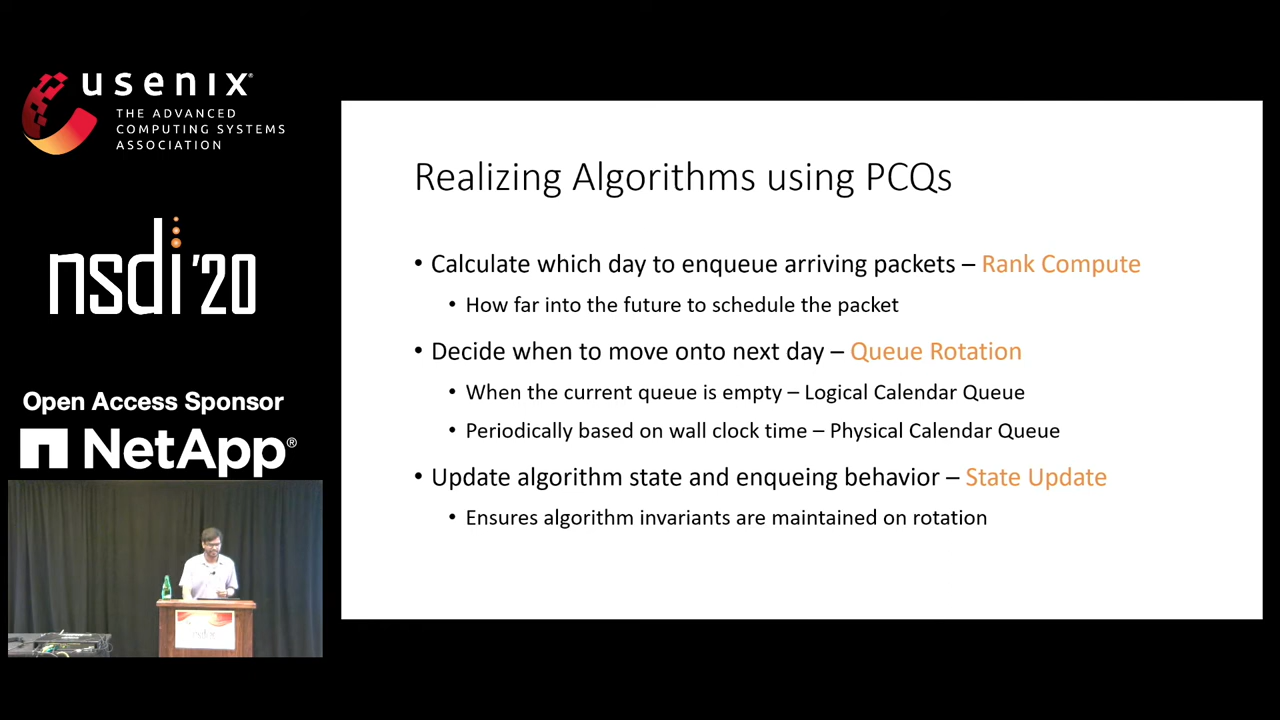 usenix®
THE ADVANCED
COMPUTING SYSTEMS
ASSOCIATION
nsdi '20
Open Access Sponsor
NetApp®
Realizing Algorithms using PCQs
• Calculate which day to enqueue arriving packets – Rank Compute
• How far into the future to schedule the packet
• Decide when to move onto next day – Queue Rotation
• When the current queue is empty – Logical Calendar Queue
• Periodically based on wall clock time – Physical Calendar Queue
• Update algorithm state and enqueing behavior – State Update
• Ensures algorithm invariants are maintained on rotation